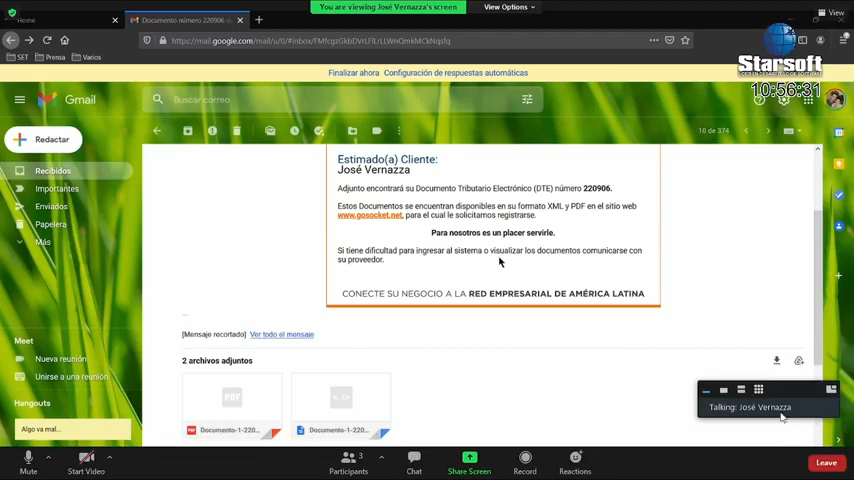 You are viewing José Vernazza's screen
View Options
View
Home
Documento número 220906 d
https://mail.google.com/mail/u/0/#inbox/FMfcgzGkbDVrLFlLrLLWnQmkMCkNqsfq
SET
Prensa
Varios
Starsoft
10:56:31
Finalizar ahora Configuración de respuestas automáticas
Gmail
Buscar correo
Redactar
10 de 374
Recibidos
Importantes
Enviados
Papelera
Más
Estimado(a) Cliente:
José Vernazza
Adjunto encontrará su Documento Tributario Electrónico (DTE) número 220906.
Estos Documentos se encuentran disponibles en su formato XML y PDF en el sitio web
www.gosocket.net, para el cual le solicitamos registrarse.
Para nosotros es un placer servirle.
Si tiene dificultad para ingresar al sistema o visualizar los documentos comunicarse con
su proveedor.
CONECTE SU NEGOCIO A LA RED EMPRESARIAL DE AMÉRICA LATINA
...
[Mensaje recortado] Ver todo el mensaje
2 archivos adjuntos
Meet
Nueva reunión
Unirse a una reunión
Hangouts
Algo va mal...
PDF
</>
PDF
Documento-1-220...
Documento-1-220...
Talking: José Vernazza
Mute
Start Video
Participants
3
Chat
Share Screen
Record
Reactions
Leave